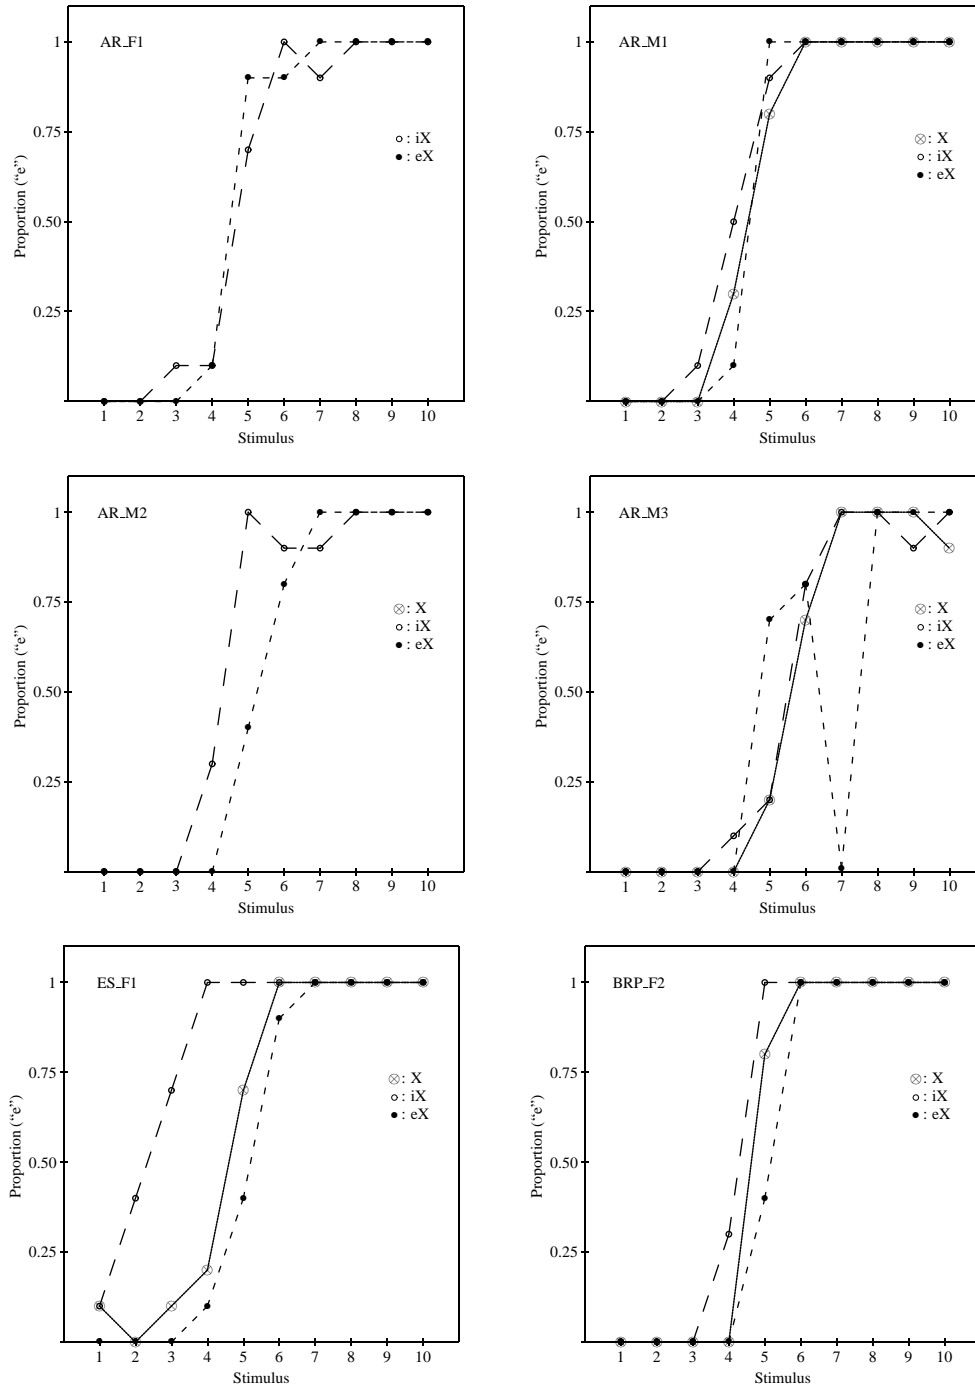 AR_F1
1
0.75
0.50
0.25
Proportion (“e”)
: iX
: eX
1 2 3 4 5 6 7 8 9 10
Stimulus
AR_M1
1
0.75
0.50
0.25
Proportion (“e”)
: X
: iX
: eX
1 2 3 4 5 6 7 8 9 10
Stimulus
AR_M2
1
0.75
0.50
0.25
Proportion (“e”)
: X
: iX
: eX
1 2 3 4 5 6 7 8 9 10
Stimulus
AR_M3
1
0.75
0.50
0.25
Proportion (“e”)
: X
: iX
: eX
1 2 3 4 5 6 7 8 9 10
Stimulus
ES_F1
1
0.75
0.50
0.25
Proportion (“e”)
: X
: iX
: eX
1 2 3 4 5 6 7 8 9 10
Stimulus
BRP_F2
1
0.75
0.50
0.25
Proportion (“e”)
: X
: iX
: eX
1 2 3 4 5 6 7 8 9 10
Stimulus